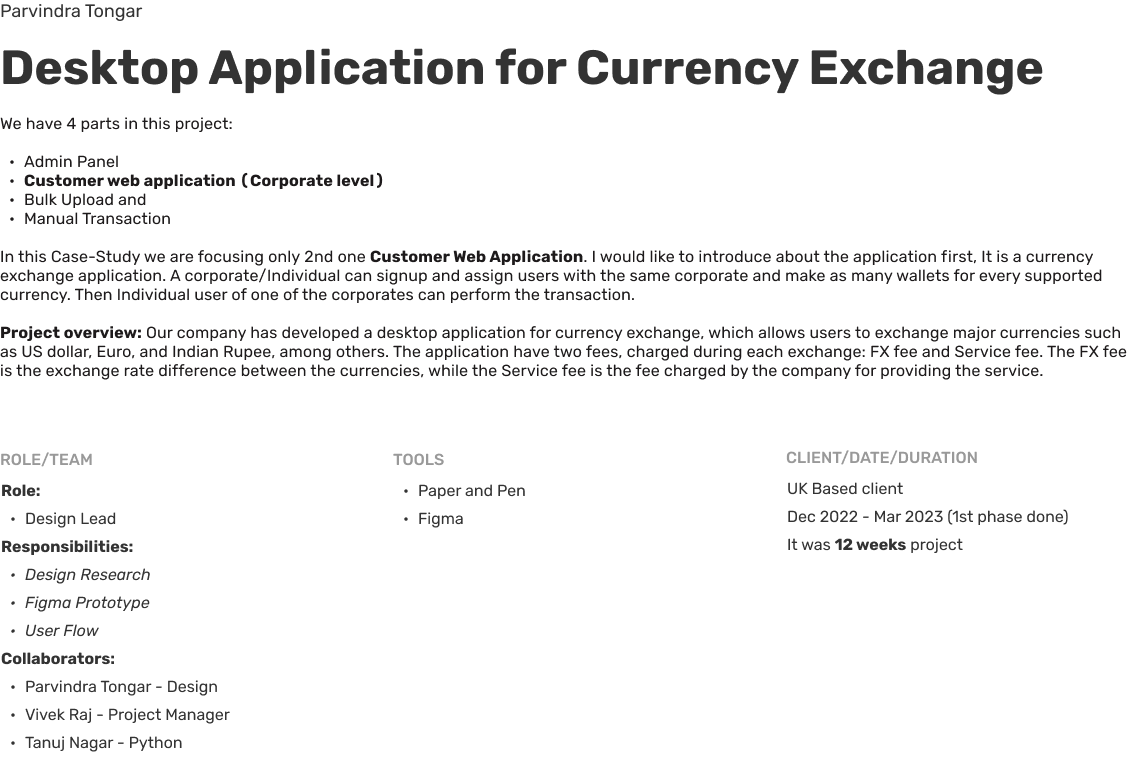 Parvindra Tongar
Desktop Application for Currency Exchange
We have 4 parts in this project:
• Admin Panel
• Customer web application (Corporate level)
• Bulk Upload and
• Manual Transaction
In this Case-Study we are focusing only 2nd one Customer Web Application. I would like to introduce about the application first, It is a currency
exchange application. A corporate/Individual can signup and assign users with the same corporate and make as many wallets for every supported
currency. Then Individual user of one of the corporates can perform the transaction.
Project overview: Our company has developed a desktop application for currency exchange, which allows users to exchange major currencies such
as US dollar, Euro, and Indian Rupee, among others. The application have two fees, charged during each exchange: FX fee and Service fee. The FX fee
is the exchange rate difference between the currencies, while the Service fee is the fee charged by the company for providing the service.
ROLE/TEAM
Role:
• Design Lead
Responsibilities:
• Design Research
• Figma Prototype
• User Flow
Collaborators:
• Parvindra Tongar - Design
• Vivek Raj - Project Manager
• Tanuj Nagar - Python
TOOLS
• Paper and Pen
• Figma
CLIENT/DATE/DURATION
UK Based client
Dec 2022 - Mar 2023 (1st phase done)
It was 12 weeks project